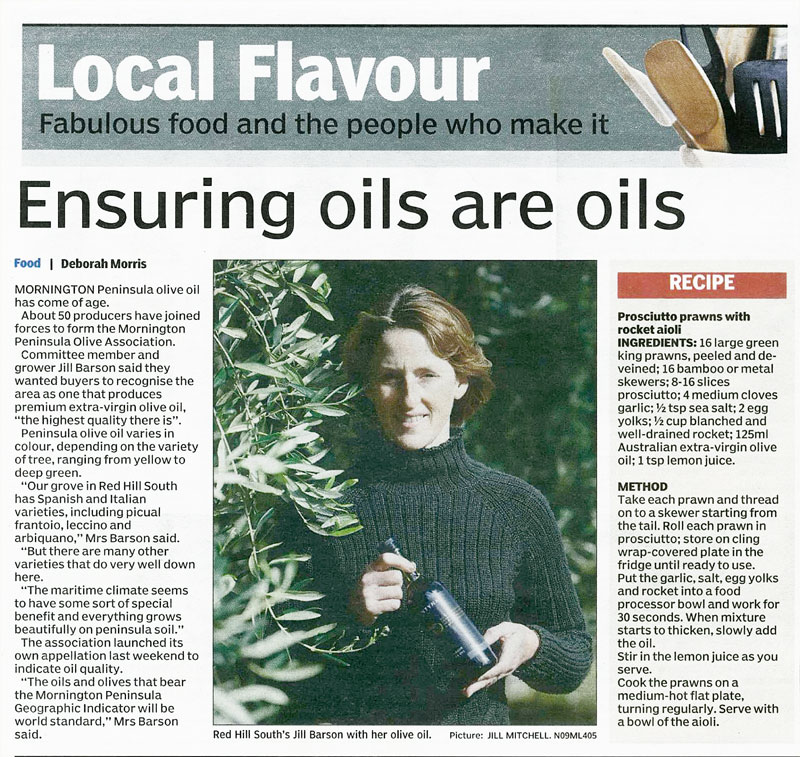 Local Flavour
Fabulous food and the people who make it
Ensuring oils are oils
Food | Deborah Morris
MORNINGTON Peninsula olive oil
has come of age.
About 50 producers have joined
forces to form the Mornington
Peninsula Olive Association.
Committee member and
grower Jill Barson said they
wanted buyers to recognise the
area as one that produces
premium extra-virgin olive oil,
“the highest quality there is”.
Peninsula olive oil varies in
colour, depending on the variety
of tree, ranging from yellow to
deep green.
“Our grove in Red Hill South
has Spanish and Italian
varieties, including picual
frantoio, leccino and
arbiquano,” Mrs Barson said.
“But there are many other
varieties that do very well down
here.
“The maritime climate seems
to have some sort of special
benefit and everything grows
beautifully on peninsula soil.”
The association launched its
own appellation last weekend to
indicate oil quality.
“The oils and olives that bear
the Mornington Peninsula
Geographic Indicator will be
world standard,” Mrs Barson
said.
Red Hill South's Jill Barson with her olive oil. Picture: JILL MITCHELL. N09ML405
RECIPE
Prosciutto prawns with
rocket aioli
INGREDIENTS: 16 large green
king prawns, peeled and de-
veined; 16 bamboo or metal
skewers; 8-16 slices
prosciutto; 4 medium cloves
garlic; ½ tsp sea salt; 2 egg
yolks; ½ cup blanched and
well-drained rocket; 125ml
Australian extra-virgin olive
oil; 1 tsp lemon juice.
METHOD
Take each prawn and thread
on to a skewer starting from
the tail. Roll each prawn in
prosciutto; store on cling
wrap-covered plate in the
fridge until ready to use.
Put the garlic, salt, egg yolks
and rocket into a food
processor bowl and work for
30 seconds. When mixture
starts to thicken, slowly add
the oil.
Stir in the lemon juice as you
serve.
Cook the prawns on a
medium-hot flat plate,
turning regularly. Serve with
a bowl of the aioli.